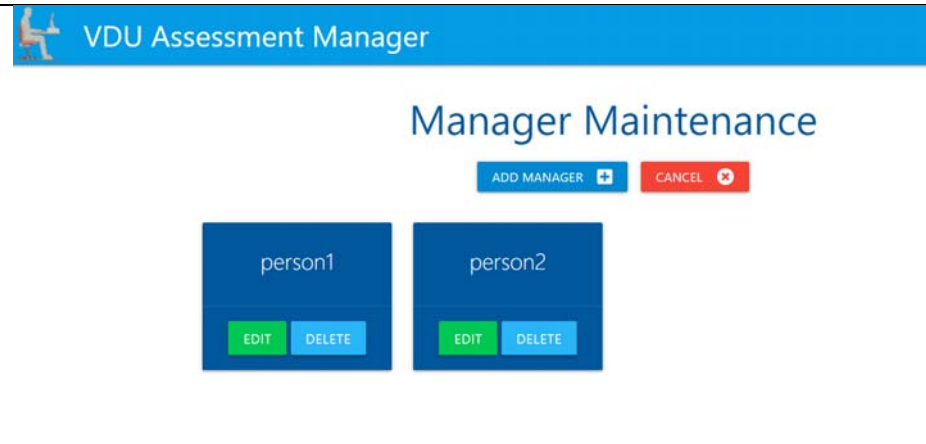 VDU Assessment Manager
Manager Maintenance
ADD MANAGER CANCEL
person1 person2
EDIT DELETE EDIT DELETE